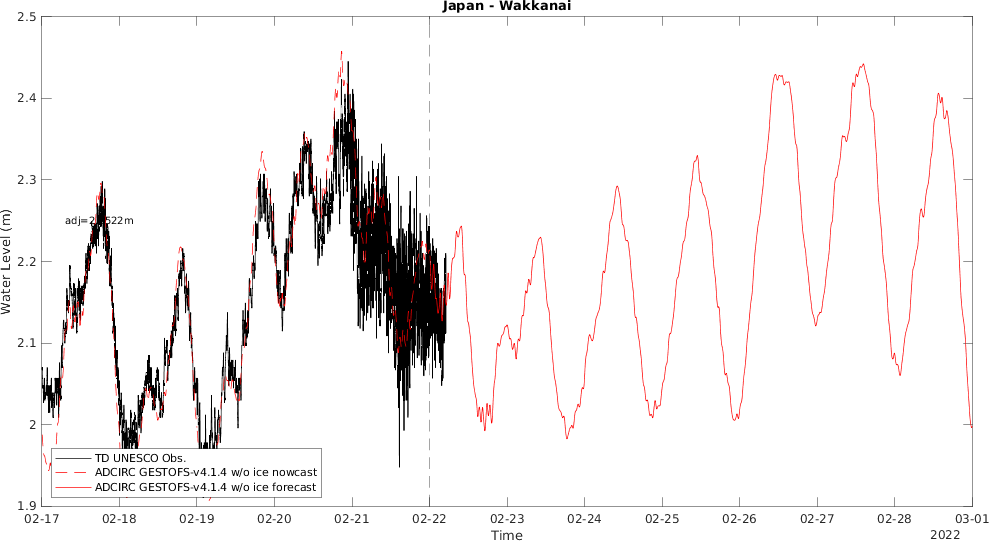 Japan - Wakkanai
2.5
2.4
2.3
2.2
2.1
2
1.9
Water Level (m)
TD UNESCO Obs.
ADCIRC GESTOFS-v4.1.4 w/o ice nowcast
ADCIRC GESTOFS-v4.1.4 w/o ice forecast
02-17 02-18 02-19 02-20 02-21 02-22 02-23 02-24 02-25 02-26 02-27 02-28 03-01
Time
2022